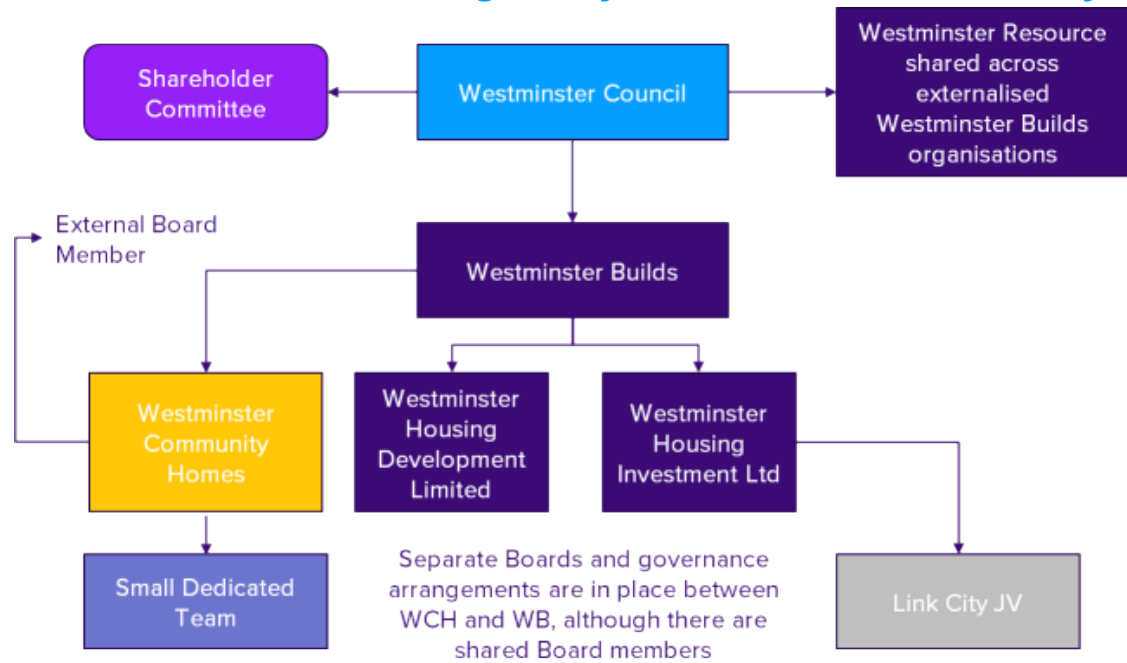 Shareholder
Committee
Westminster Council
Westminster Resource
shared across
externalised
Westminster Builds
organisations
External Board
Member
Westminster Builds
Westminster
Community
Homes
Westminster
Housing
Development
Limited
Westminster
Housing
Investment Ltd
Small Dedicated
Team
Separate Boards and governance
arrangements are in place between
WCH and WB, although there are
shared Board members
Link City JV